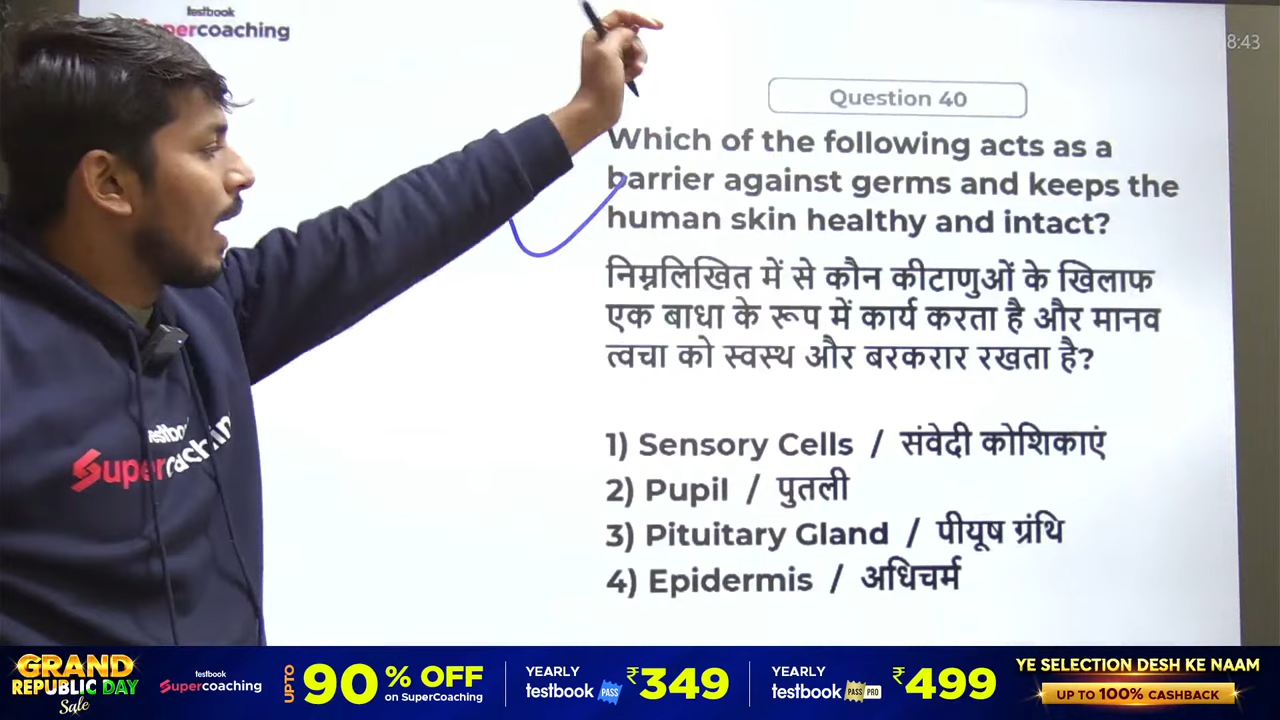 testbook
Supercoaching
8:43
Question 40
Which of the following acts as a
barrier against germs and keeps the
human skin healthy and intact?
निम्नलिखित में से कौन कीटाणुओं के खिलाफ
एक बाधा के रूप में कार्य करता है और मानव
त्वचा को स्वस्थ और बरकरार रखता है?
1) Sensory Cells / संवेदी कोशिकाएं
2) Pupil / पुतली
3) Pituitary Gland / पीयूष ग्रंथि
4) Epidermis / अधिचर्म
testbook
Supercoaching
GRAND
REPUBLIC DAY
Sale
testbook
Supercoaching
UPTO 90% OFF
on SuperCoaching
YEARLY
testbook PASS ₹349
YEARLY
testbook PASS PRO ₹499
YE SELECTION DESH KE NAAM
UP TO 100% CASHBACK